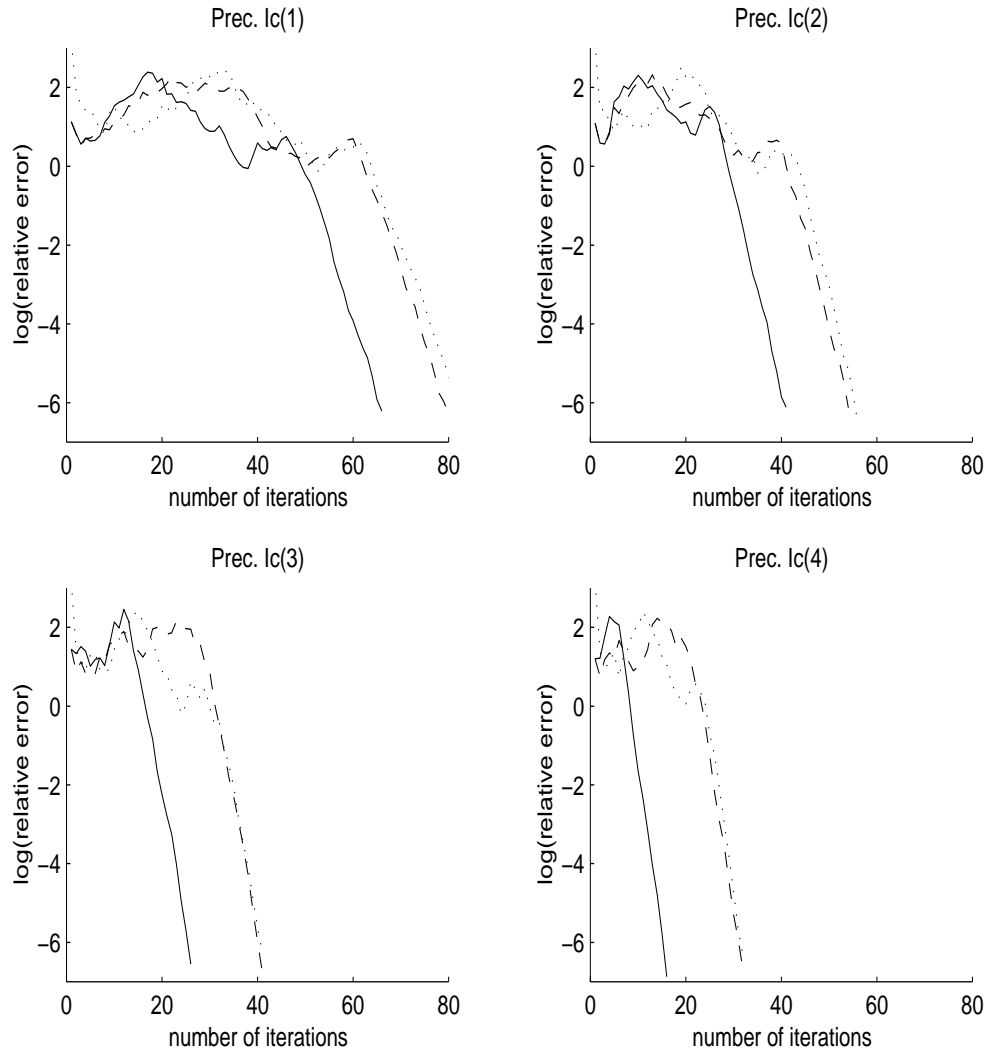 Prec. Ic(1)
log(relative error)
2
0
−2
−4
−6
0 20 40 60 80
number of iterations
Prec. Ic(2)
log(relative error)
2
0
−2
−4
−6
0 20 40 60 80
number of iterations
Prec. Ic(3)
log(relative error)
2
0
−2
−4
−6
0 20 40 60 80
number of iterations
Prec. Ic(4)
log(relative error)
2
0
−2
−4
−6
0 20 40 60 80
number of iterations